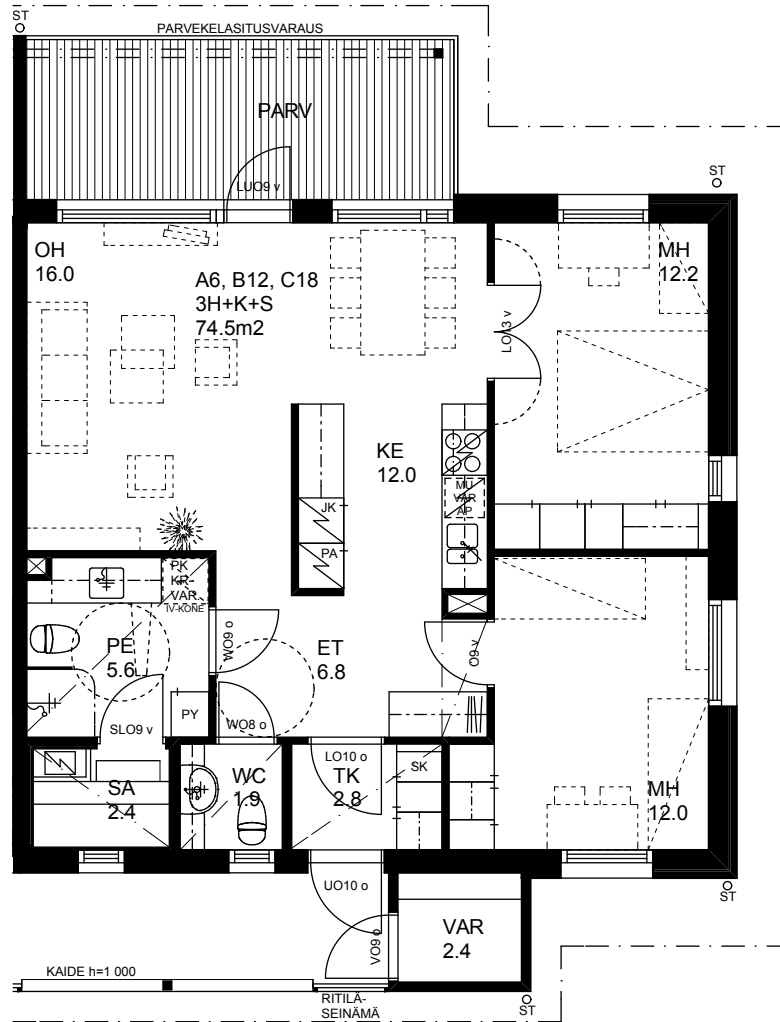 ST
PARVEKELASITUSVARAUS
PARV
ST
LUO9 v
OH
16.0
A6, B12, C18
3H+K+S
74.5m2
MH
12.2
LO13 v
KE
12.0
MU
VAR
AP
JK
PA
PK
KR-
VAR.
IV-KONE
PE
5.6
WO9 o
ET
6.8
O9 v
PY
SLO9 v
WO8 o
LO10 o
SK
SA
2.4
WC
1.9
TK
2.8
MH
12.0
UO10 o
VO9 o
VAR
2.4
ST
KAIDE h=1 000
RITILÄ-
SEINÄMÄ
ST